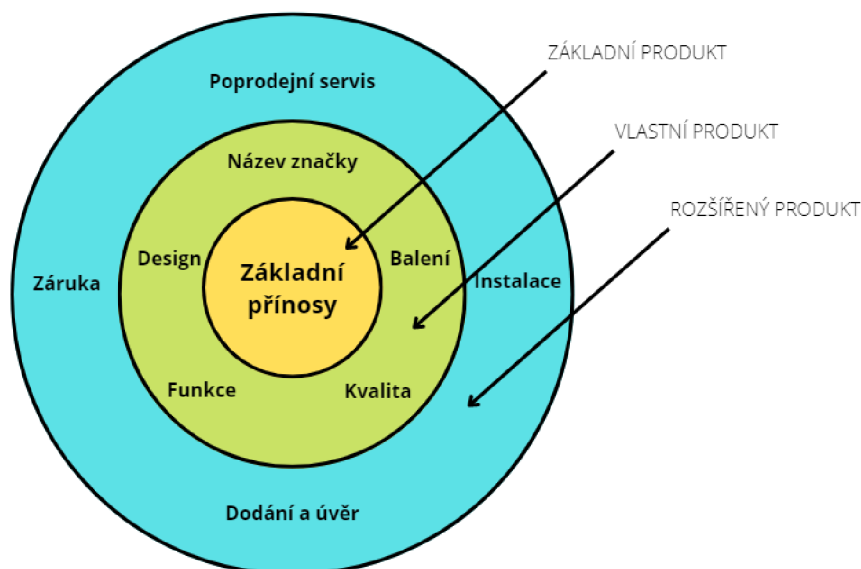 ZÁKLADNÍ PRODUKT
Poprodejní servis
VLASTNÍ PRODUKT
Název značky
ROZŠÍŘENÝ PRODUKT
Design
Balení
Záruka
Základní
přínosy
Instalace
Funkce
Kvalita
Dodání a úvěr